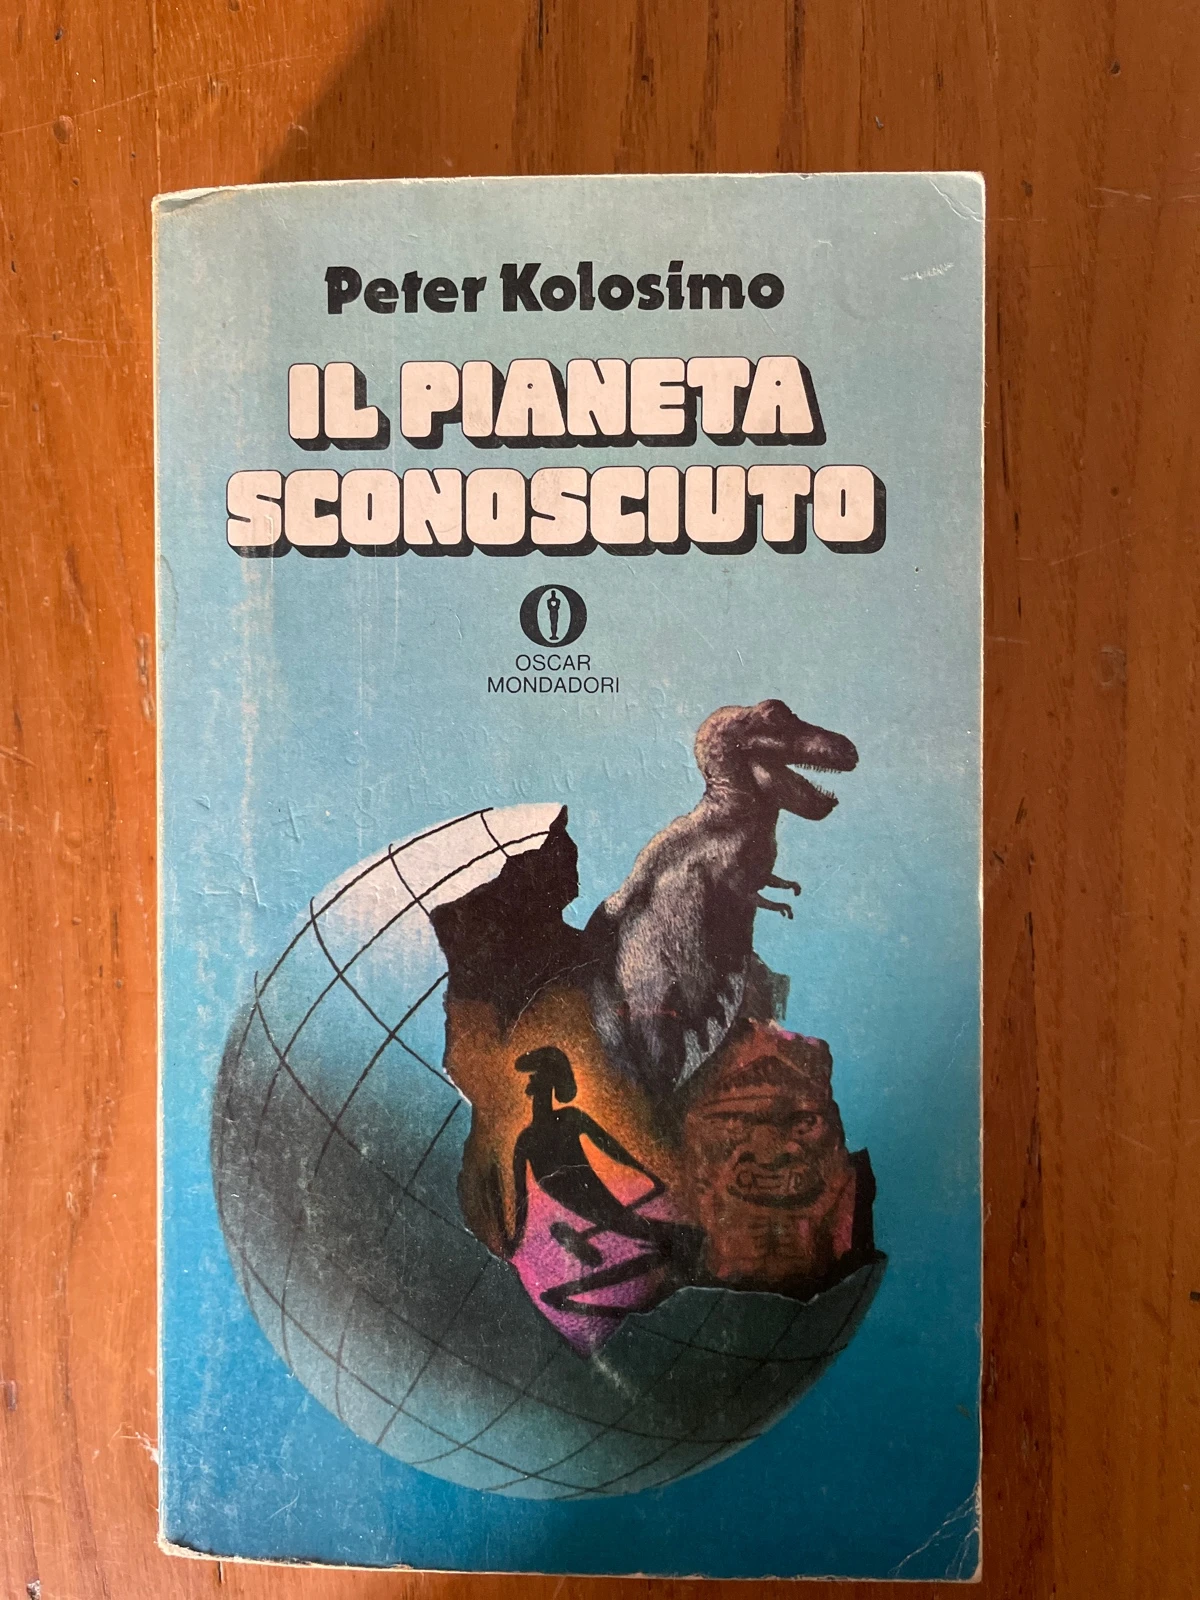 Peter Kolosimo
IL PIANETA
SCONOSCIUTO
OSCAR
MONDADORI